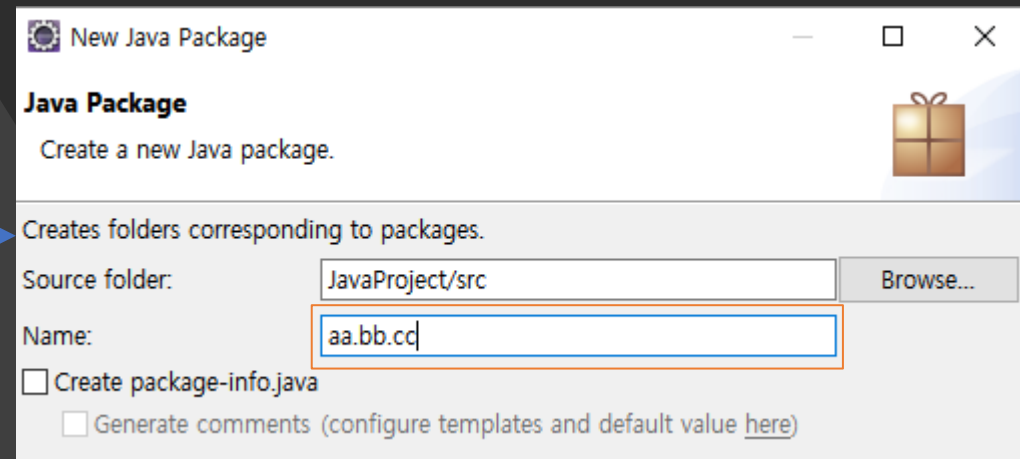 New Java Package
Java Package
Create a new Java package.
Creates folders corresponding to packages.
Source folder: JavaProject/src Browse...
Name: aa.bb.cc
Create package-info.java
Generate comments (configure templates and default value here)